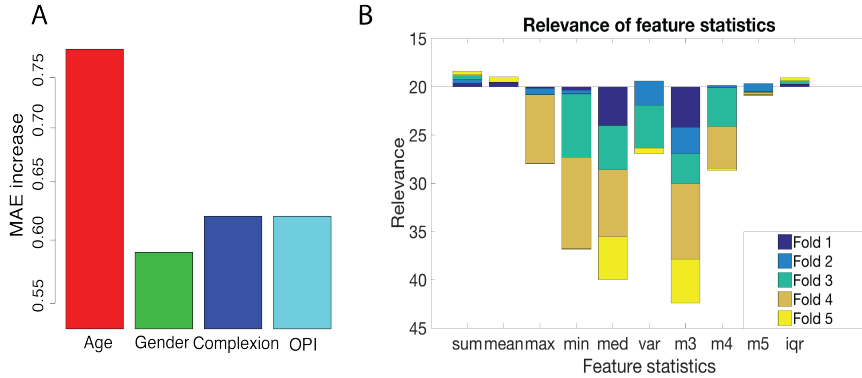 A
MAE increase
0.75
0.70
0.65
0.60
0.55
Age Gender Complexion OPI
B
Relevance of feature statistics
Relevance
15
20
25
30
35
40
45
Fold 1
Fold 2
Fold 3
Fold 4
Fold 5
sum mean max min med var m3 m4 m5 iqr
Feature statistics